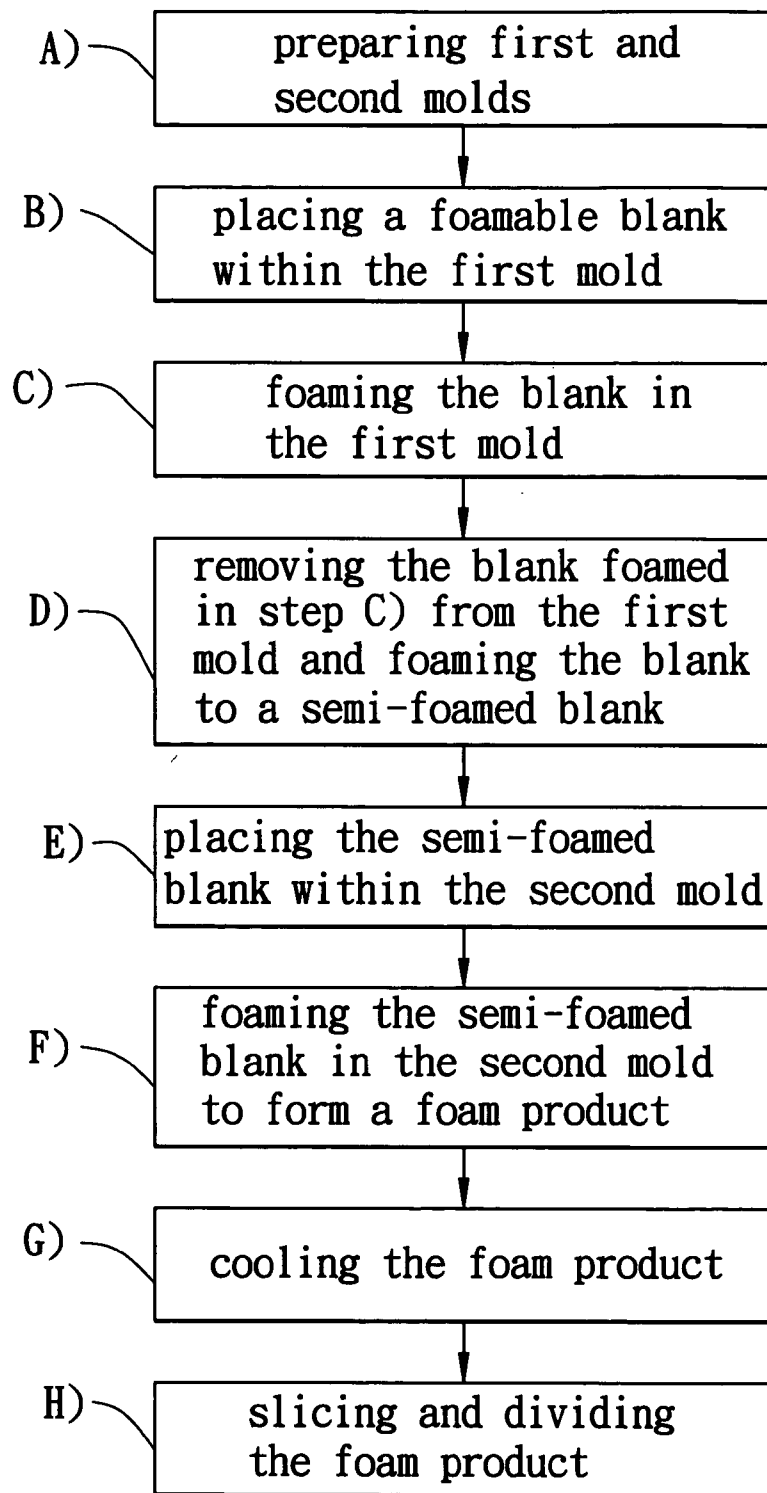 A)
preparing first and
second molds
B)
placing a foamable blank
within the first mold
C)
foaming the blank in
the first mold
D)
removing the blank foamed
in step C) from the first
mold and foaming the blank
to a semi-foamed blank
E)
placing the semi-foamed
blank within the second mold
F)
foaming the semi-foamed
blank in the second mold
to form a foam product
G)
cooling the foam product
H)
slicing and dividing
the foam product